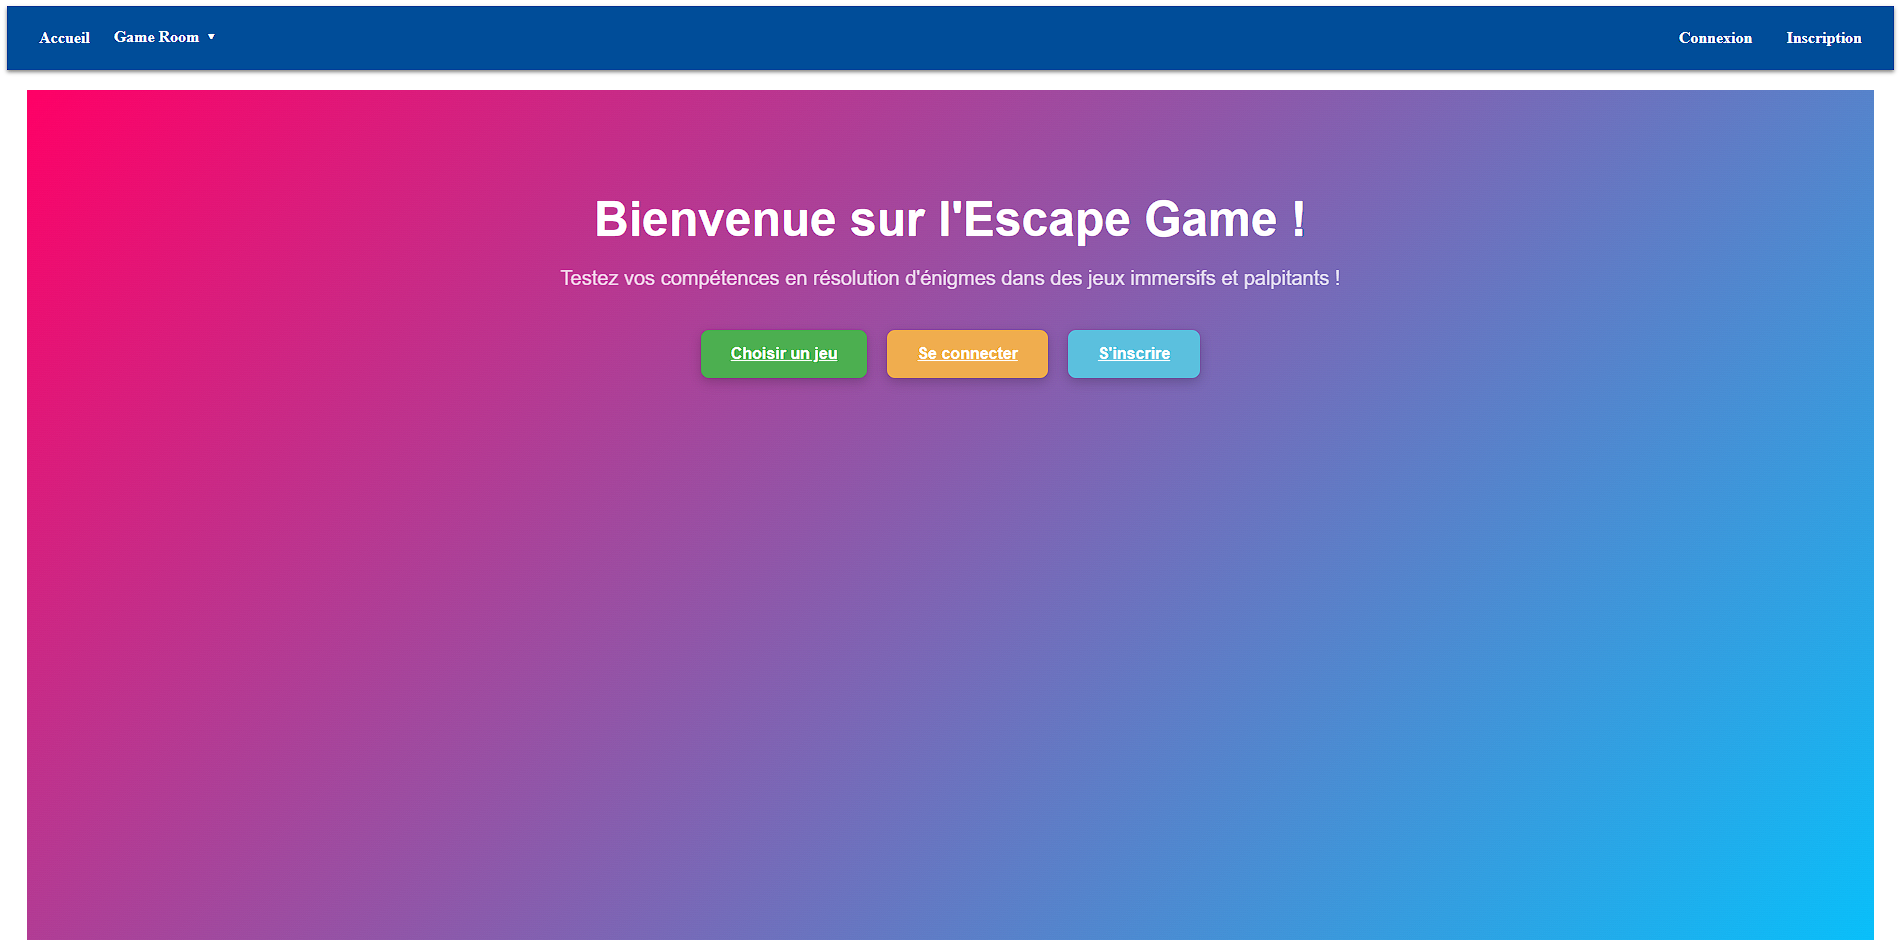 Accueil Game Room ▼ Connexion Inscription
Bienvenue sur l'Escape Game !
Testez vos compétences en résolution d'énigmes dans des jeux immersifs et palpitants !
Choisir un jeu Se connecter S'inscrire